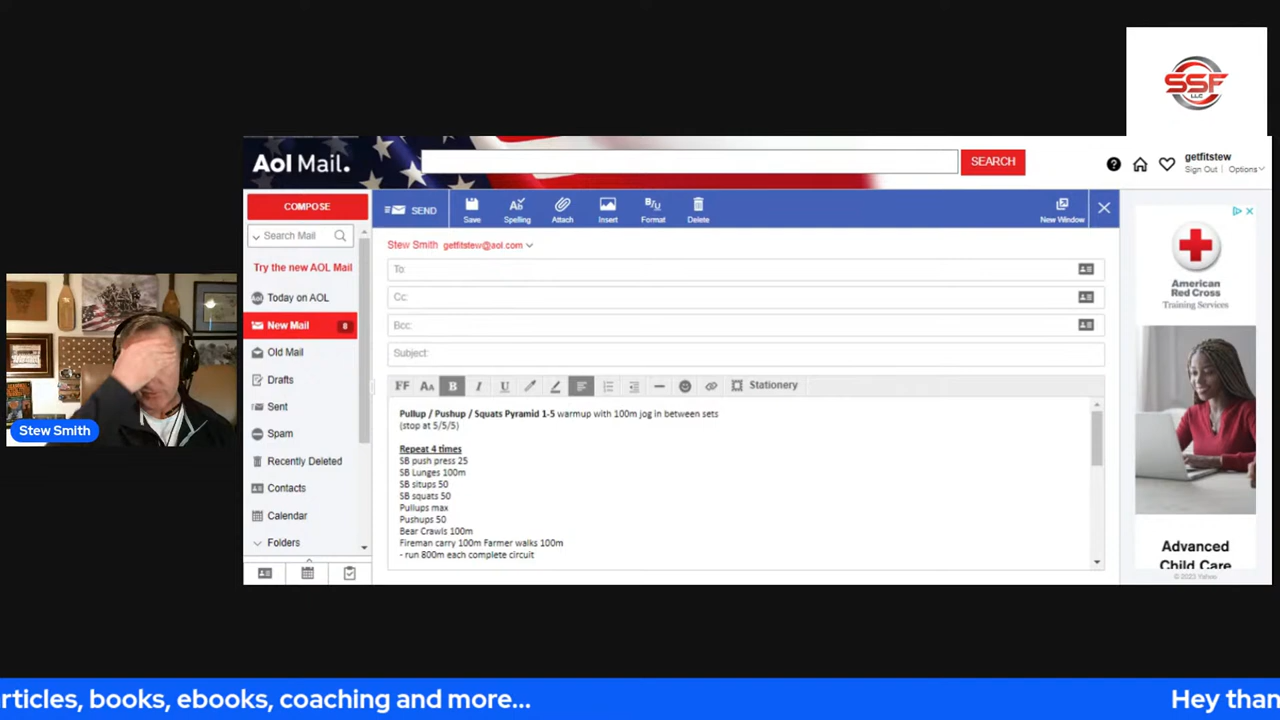 SSF
LLC
Aol Mail.
SEARCH
getfitstew
Sign Out
Options
COMPOSE
SEND
Save
Spelling
Attach
Insert
Format
Delete
New Window
Search Mail
Stew Smith getfitstew@aol.com
Try the new AOL Mail
To:
Aol Today on AOL
Cc:
New Mail 8
Bcc:
Old Mail
Subject:
Drafts
Stationery
Sent
Spam
Recently Deleted
Contacts
Calendar
Folders
Pullup / Pushup / Squats Pyramid 1-5 warmup with 100m jog in between sets
(stop at 5/5/5)
Repeat 4 times
SB push press 25
SB Lunges 100m
SB situps 50
SB squats 50
Pullups max
Pushups 50
Bear Crawls 100m
Fireman carry 100m Farmer walks 100m
- run 800m each complete circuit
American
Red Cross
Training Services
Advanced
Child Care
© 2023 Yahoo
Stew Smith
rticles, books, ebooks, coaching and more...
Hey than